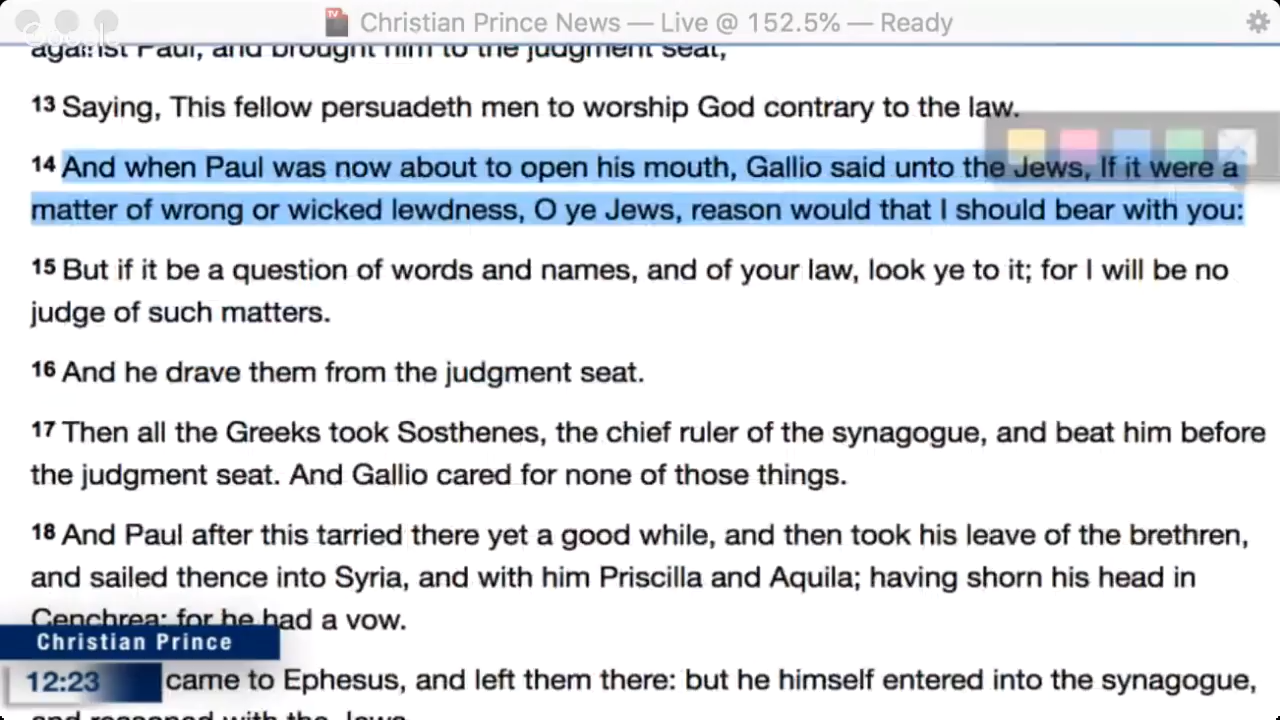 Christian Prince News — Live @ 152.5% — Ready
Google
against Paul, and brought him to the judgment seat,
13 Saying, This fellow persuadeth men to worship God contrary to the law.
14 And when Paul was now about to open his mouth, Gallio said unto the Jews, If it were a
matter of wrong or wicked lewdness, O ye Jews, reason would that I should bear with you:
15 But if it be a question of words and names, and of your law, look ye to it; for I will be no
judge of such matters.
16 And he drave them from the judgment seat.
17 Then all the Greeks took Sosthenes, the chief ruler of the synagogue, and beat him before
the judgment seat. And Gallio cared for none of those things.
18 And Paul after this tarried there yet a good while, and then took his leave of the brethren,
and sailed thence into Syria, and with him Priscilla and Aquila; having shorn his head in
Cenchrea: for he had a vow.
Christian Prince
12:23
came to Ephesus, and left them there: but he himself entered into the synagogue,
and reasoned with the Jews